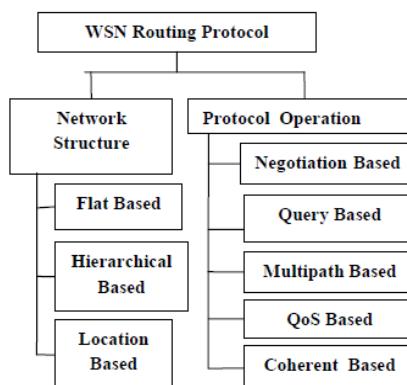 WSN Routing Protocol
Network
Structure
Flat Based
Hierarchical
Based
Location
Based
Protocol Operation
Negotiation Based
Query Based
Multipath Based
QoS Based
Coherent Based